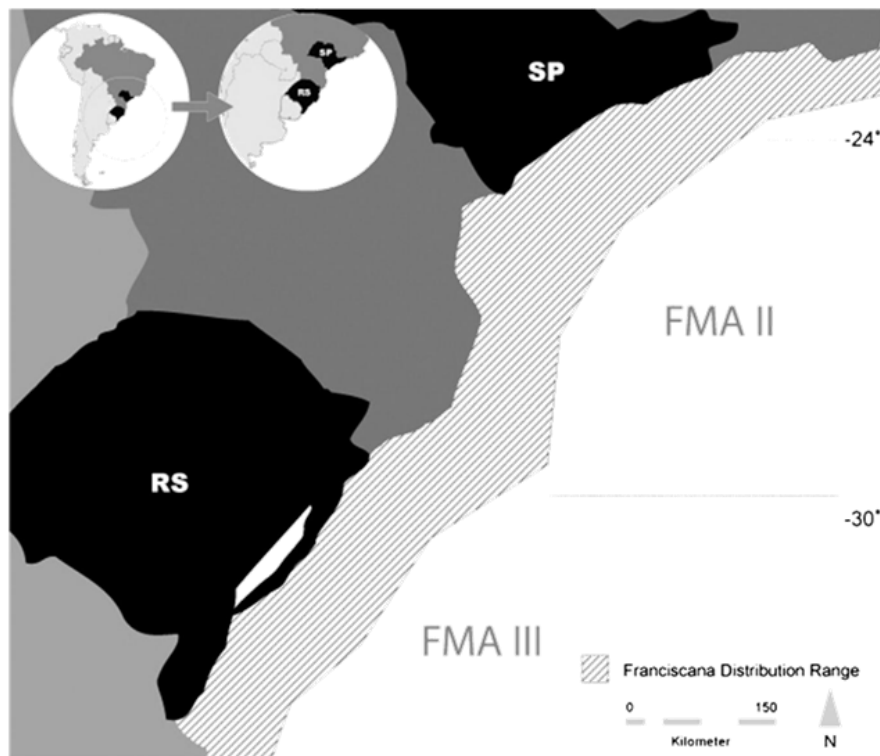 SP
RS
SP
-24°
FMA II
RS
-30°
FMA III
Franciscana Distribution Range
0 150
Kilometer
N